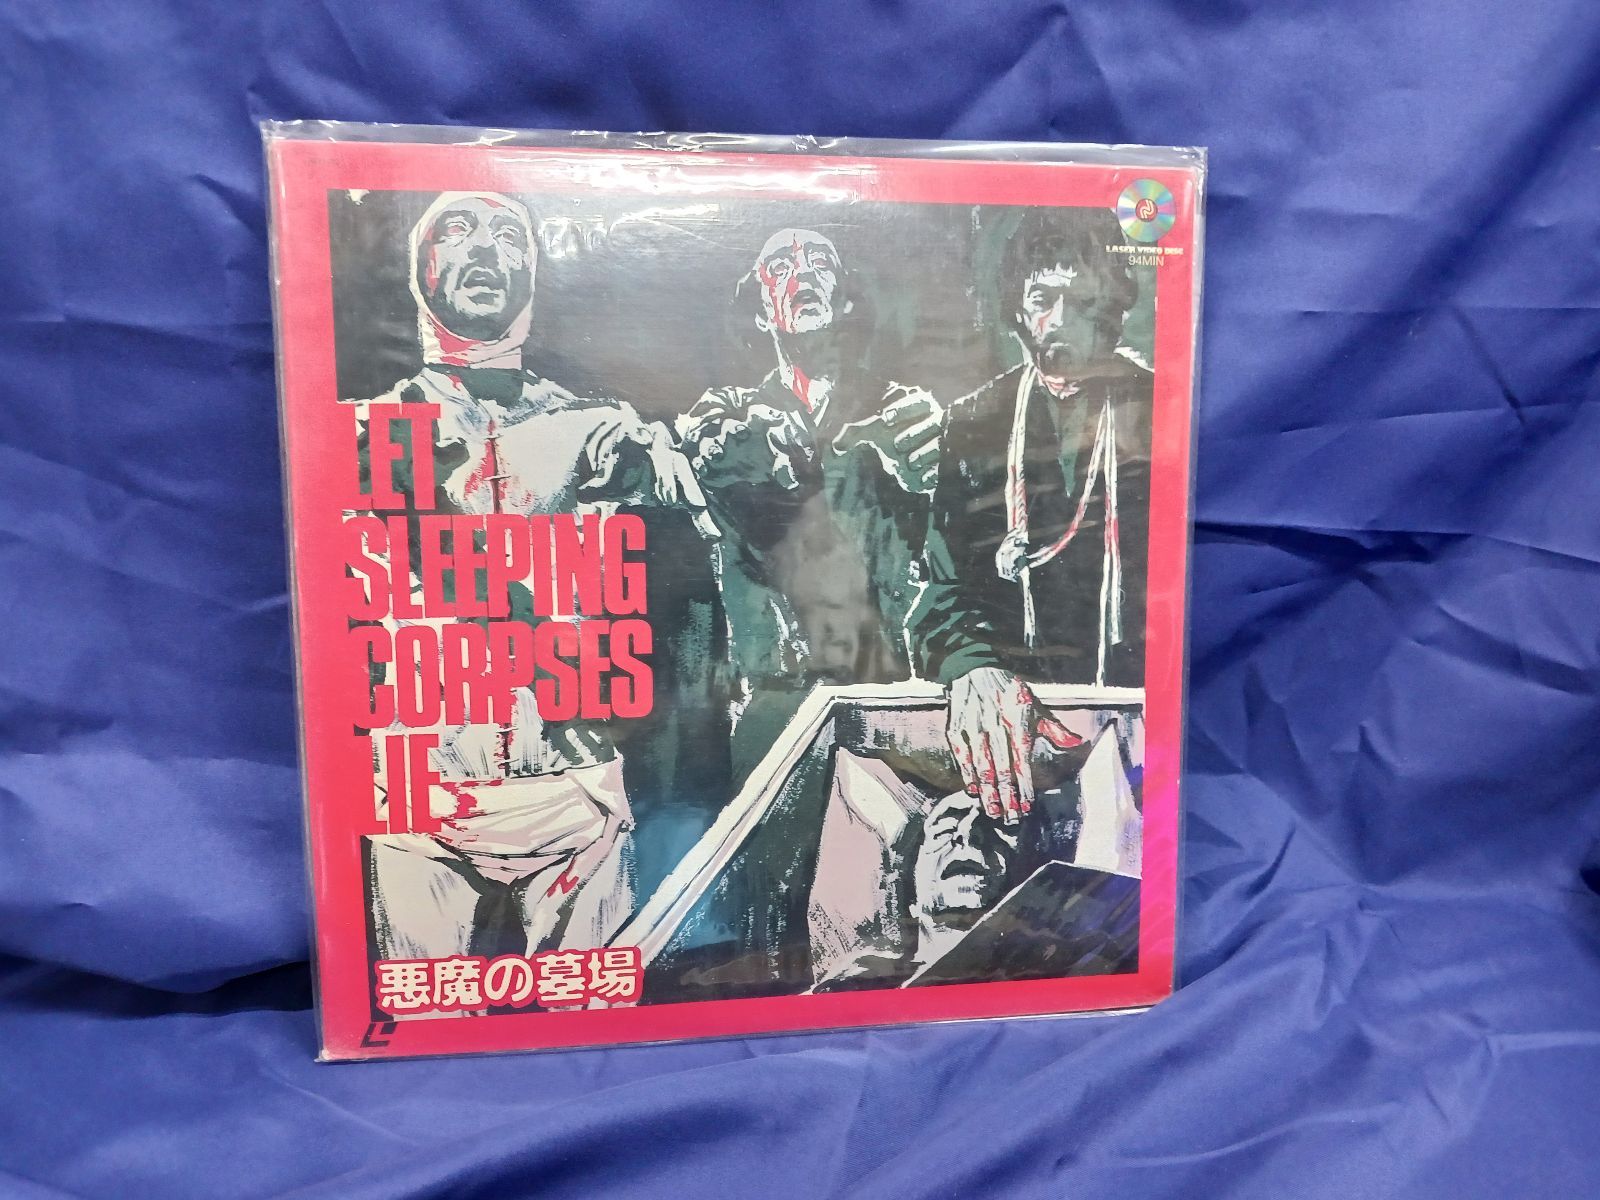 LASER VIDEO DISC
94MIN
LET
SLEEPING
CORPSES
LIE
悪魔の墓場